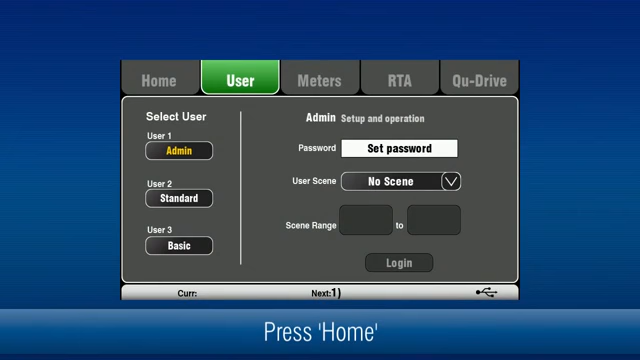 Home User Meters RTA Qu-Drive
Select User
User 1
Admin
User 2
Standard
User 3
Basic
Admin Setup and operation
Password Set password
User Scene No Scene
Scene Range to
Login
Curr: Next:1)
Press 'Home'